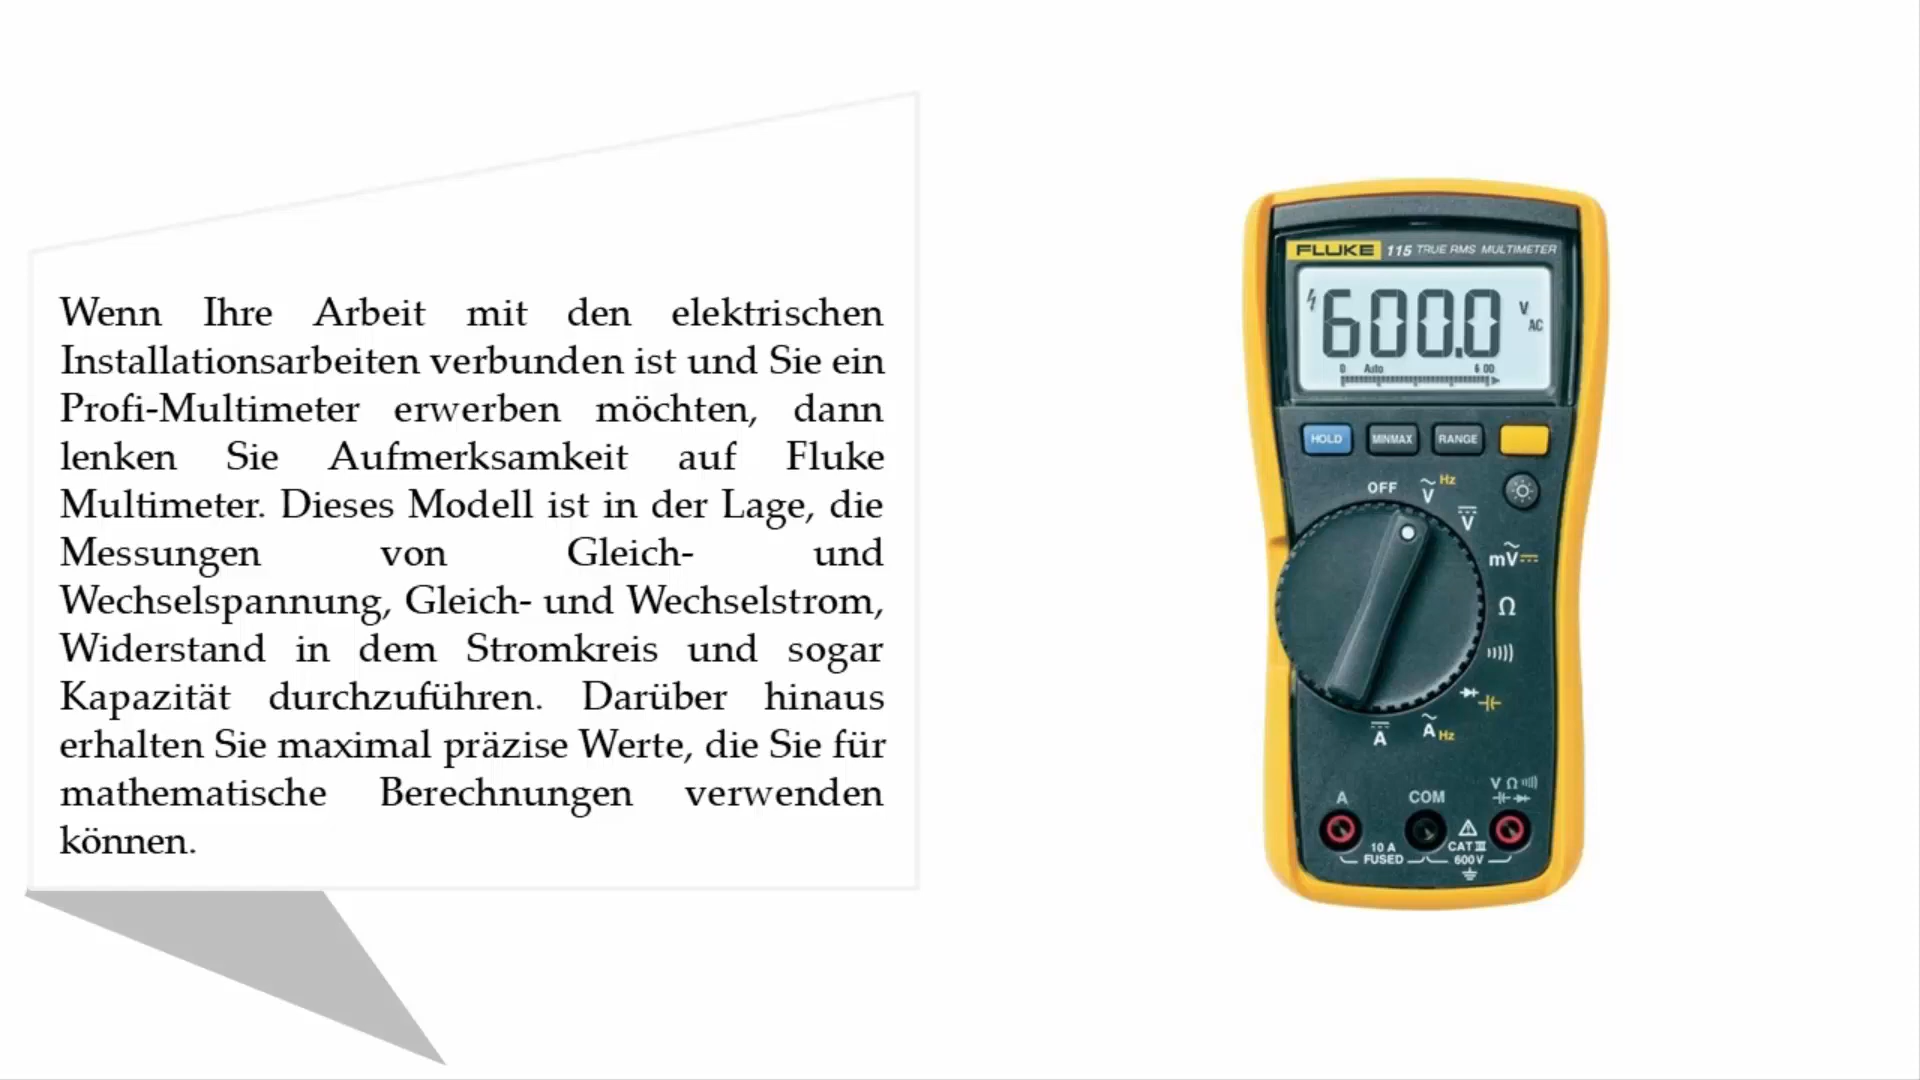 Wenn Ihre Arbeit mit den elektrischen
Installationsarbeiten verbunden ist und Sie ein
Profi-Multimeter erwerben möchten, dann
lenken Sie Aufmerksamkeit auf Fluke
Multimeter. Dieses Modell ist in der Lage, die
Messungen von Gleich- und
Wechselspannung, Gleich- und Wechselstrom,
Widerstand in dem Stromkreis und sogar
Kapazität durchzuführen. Darüber hinaus
erhalten Sie maximal präzise Werte, die Sie für
mathematische Berechnungen verwenden
können.
FLUKE 115 TRUE RMS MULTIMETER
600.0 V AC
0 Auto 600
HOLD MINMAX RANGE
OFF V Hz
V
mV
Ω
A A Hz
A COM V Ω
10 A FUSED CAT III 600V